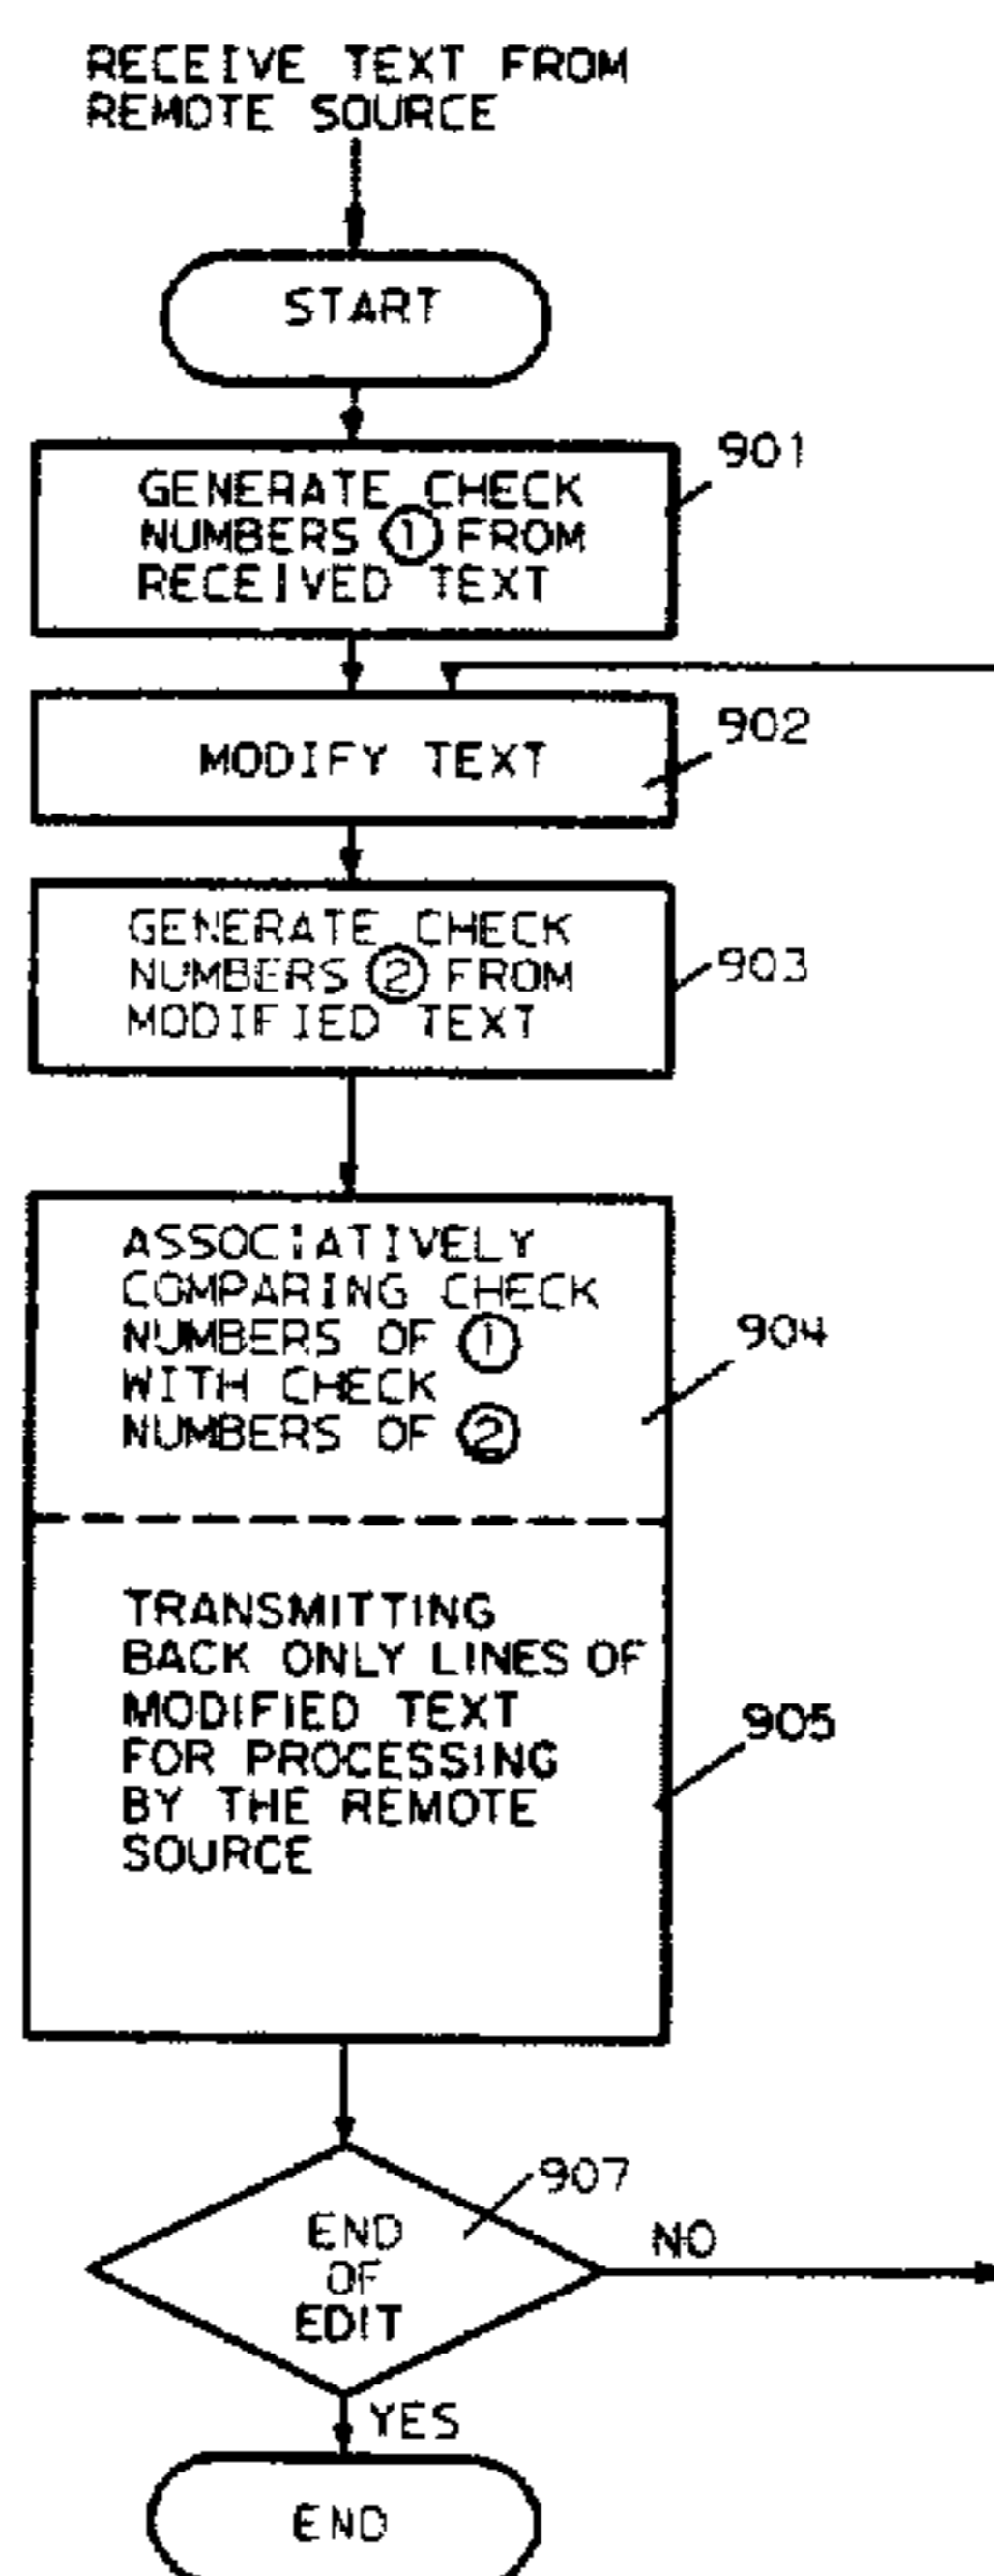 RECEIVE TEXT FROM
REMOTE SOURCE
START
901
GENERATE CHECK
NUMBERS ① FROM
RECEIVED TEXT
902
MODIFY TEXT
GENERATE CHECK
NUMBERS ② FROM
MODIFIED TEXT
903
ASSOCIATIVELY
COMPARING CHECK
NUMBERS OF ①
WITH CHECK
NUMBERS OF ②
904
TRANSMITTING
BACK ONLY LINES OF
MODIFIED TEXT
FOR PROCESSING
BY THE REMOTE
SOURCE
905
907
END
OF
EDIT
NO
YES
END